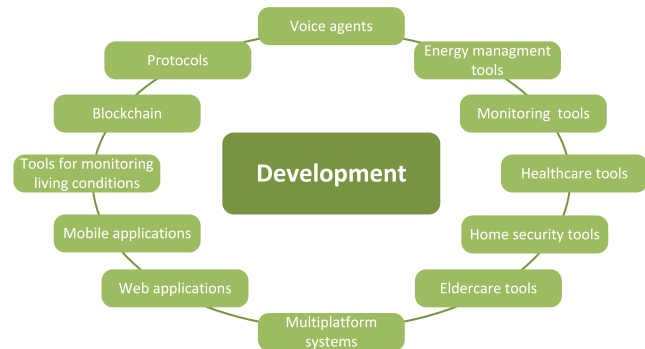 Voice agents
Energy managment
tools
Monitoring  tools
Healthcare tools
Home security tools
Eldercare tools
Multiplatform
systems
Web applications
Mobile applications
Tools for monitoring
living conditions
Blockchain
Protocols
Development